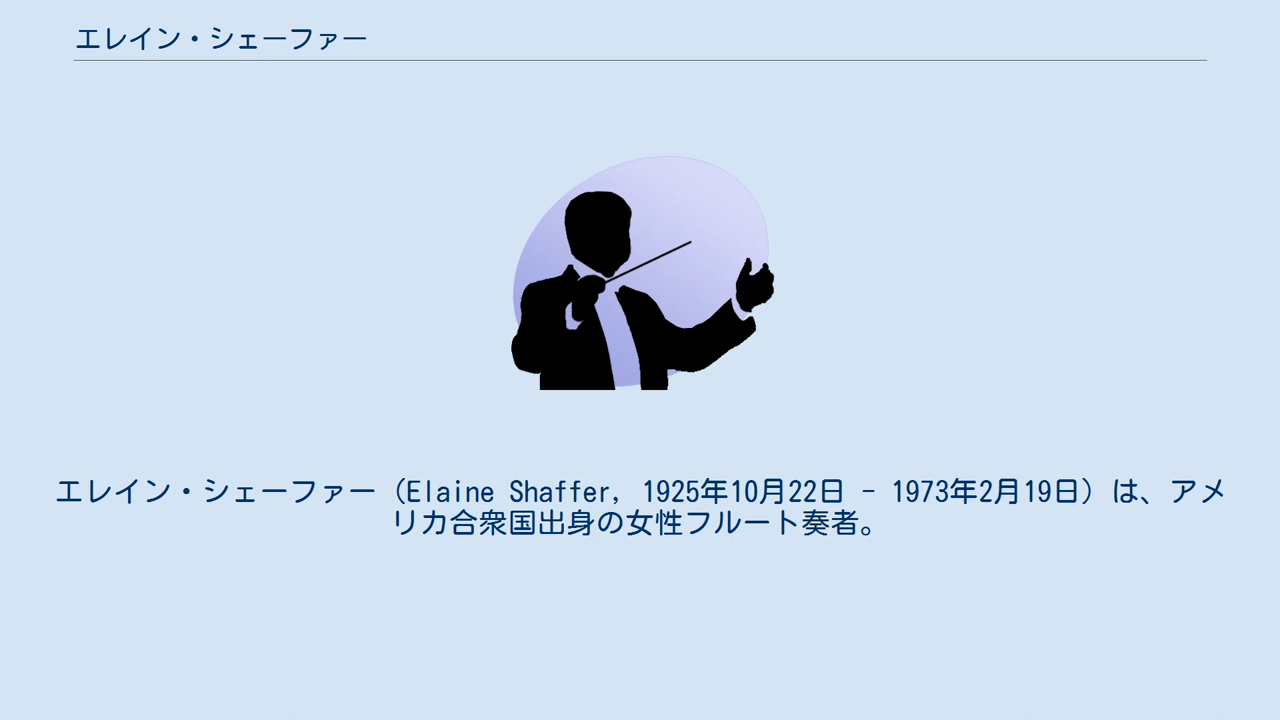 エレイン・シェーファー
エレイン・シェーファー（Elaine Shaffer, 1925年10月22日 - 1973年2月19日）は、アメ
リカ合衆国出身の女性フルート奏者。